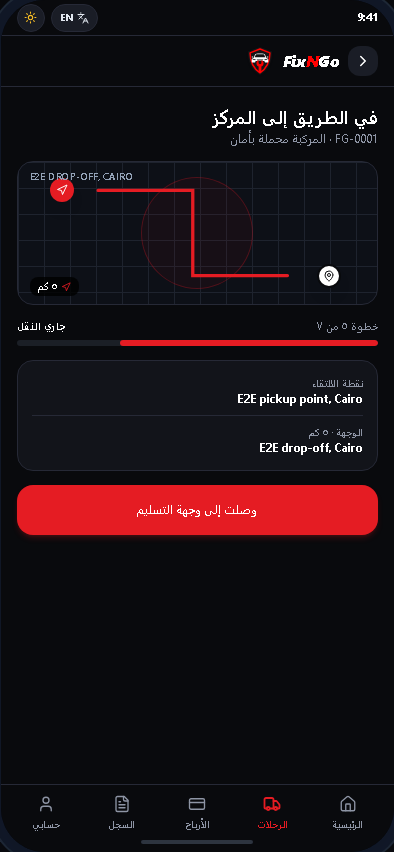 9:41
EN
FixNGo
في الطريق إلى المركز
FG-0001 · المركبة محملة بأمان
E2E DROP-OFF, CAIRO
٥ كم
خطوة ٥ من ٧
جاري النقل
نقطة الالتقاء
E2E pickup point, Cairo
الوجهة · ٥ كم
E2E drop-off, Cairo
وصلت إلى وجهة التسليم
الرئيسية
الرحلات
الأرباح
السجل
حسابي